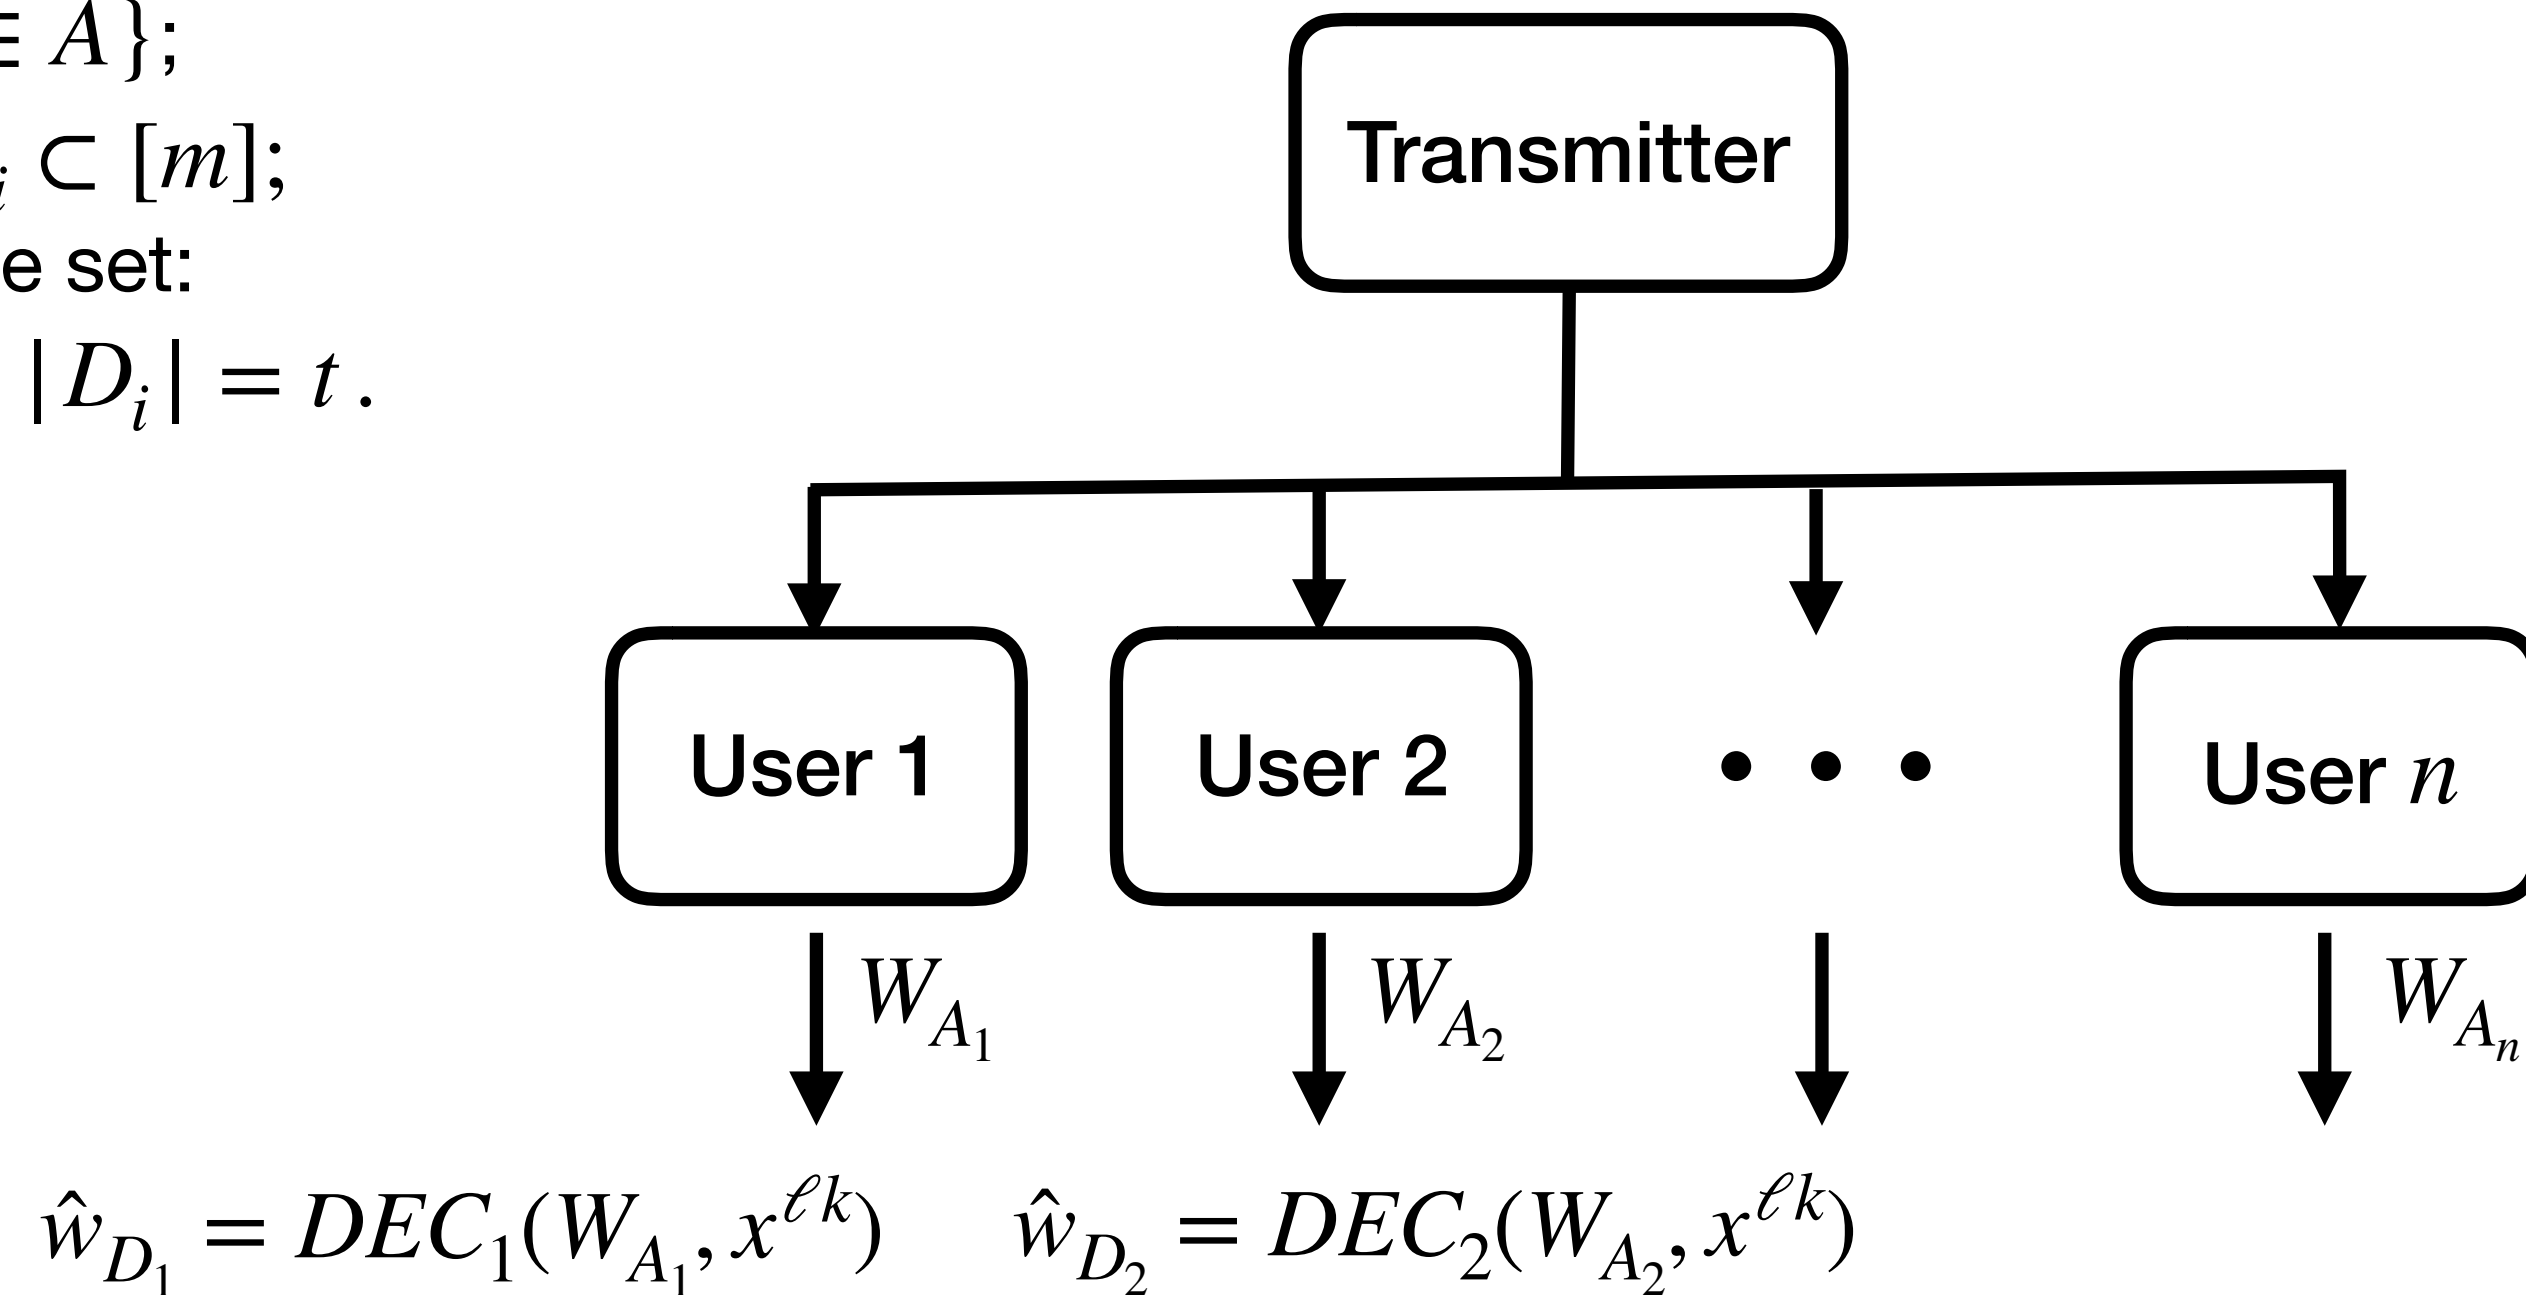 ∈ A};
i ⊂ [m];
e set:
|D_i| = t.
Transmitter
User 1
User 2
• • •
User n
W_{A_1}
W_{A_2}
W_{A_n}
ŵ_{D_1} = DEC_1(W_{A_1}, x^{ℓk})
ŵ_{D_2} = DEC_2(W_{A_2}, x^{ℓk})